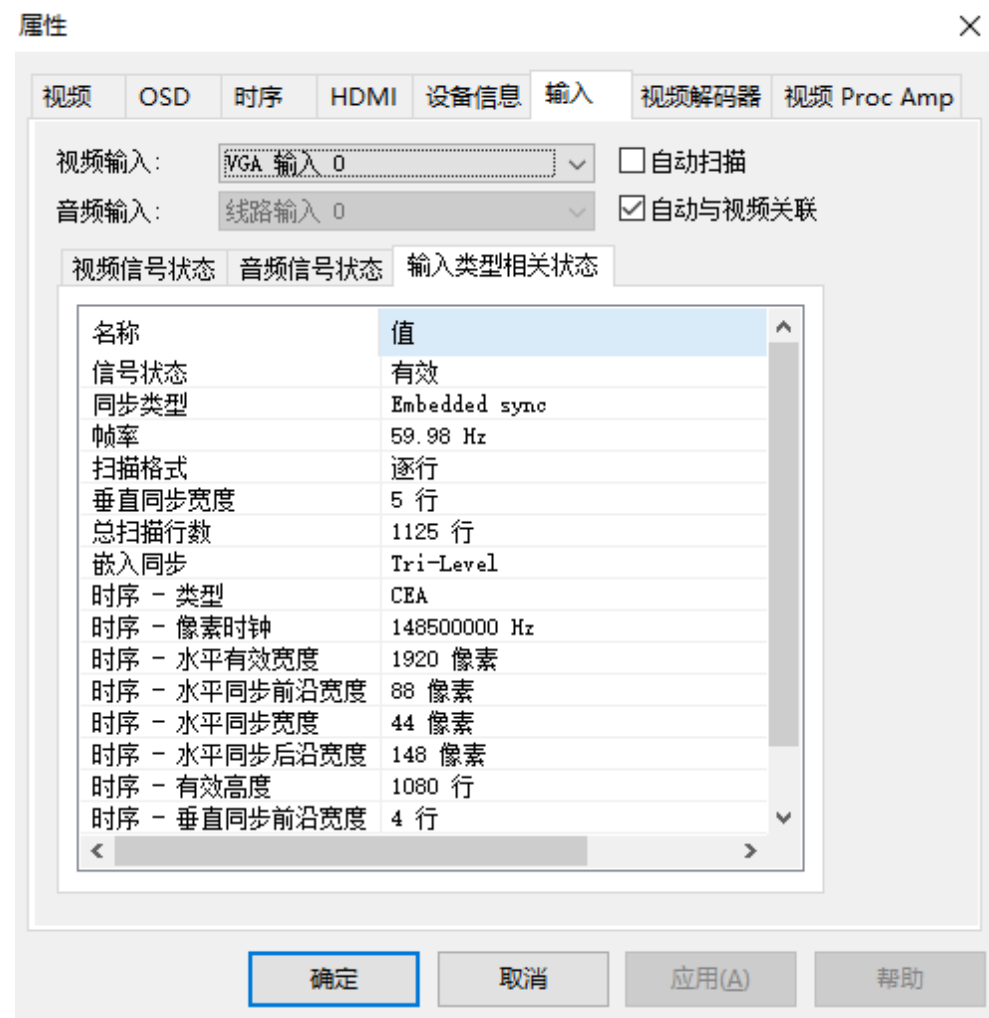 属性
视频 OSD 时序 HDMI 设备信息 输入 视频解码器 视频 Proc Amp
视频输入: VGA 输入 0 自动扫描
音频输入: 线路输入 0 自动与视频关联
视频信号状态 音频信号状态 输入类型相关状态
名称 值
信号状态 有效
同步类型 Embedded sync
帧率 59.98 Hz
扫描格式 逐行
垂直同步宽度 5 行
总扫描行数 1125 行
嵌入同步 Tri-Level
时序 - 类型 CEA
时序 - 像素时钟 148500000 Hz
时序 - 水平有效宽度 1920 像素
时序 - 水平同步前沿宽度 88 像素
时序 - 水平同步宽度 44 像素
时序 - 水平同步后沿宽度 148 像素
时序 - 有效高度 1080 行
时序 - 垂直同步前沿宽度 4 行
确定 取消 应用(A) 帮助